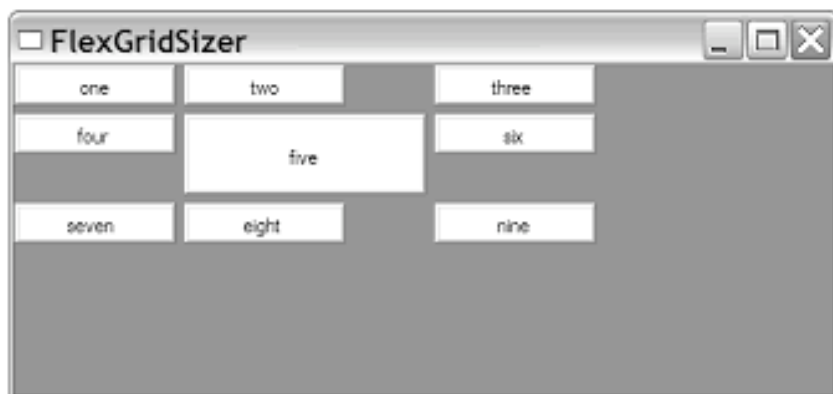 FlexGridSizer
one two three
four five six
seven eight nine